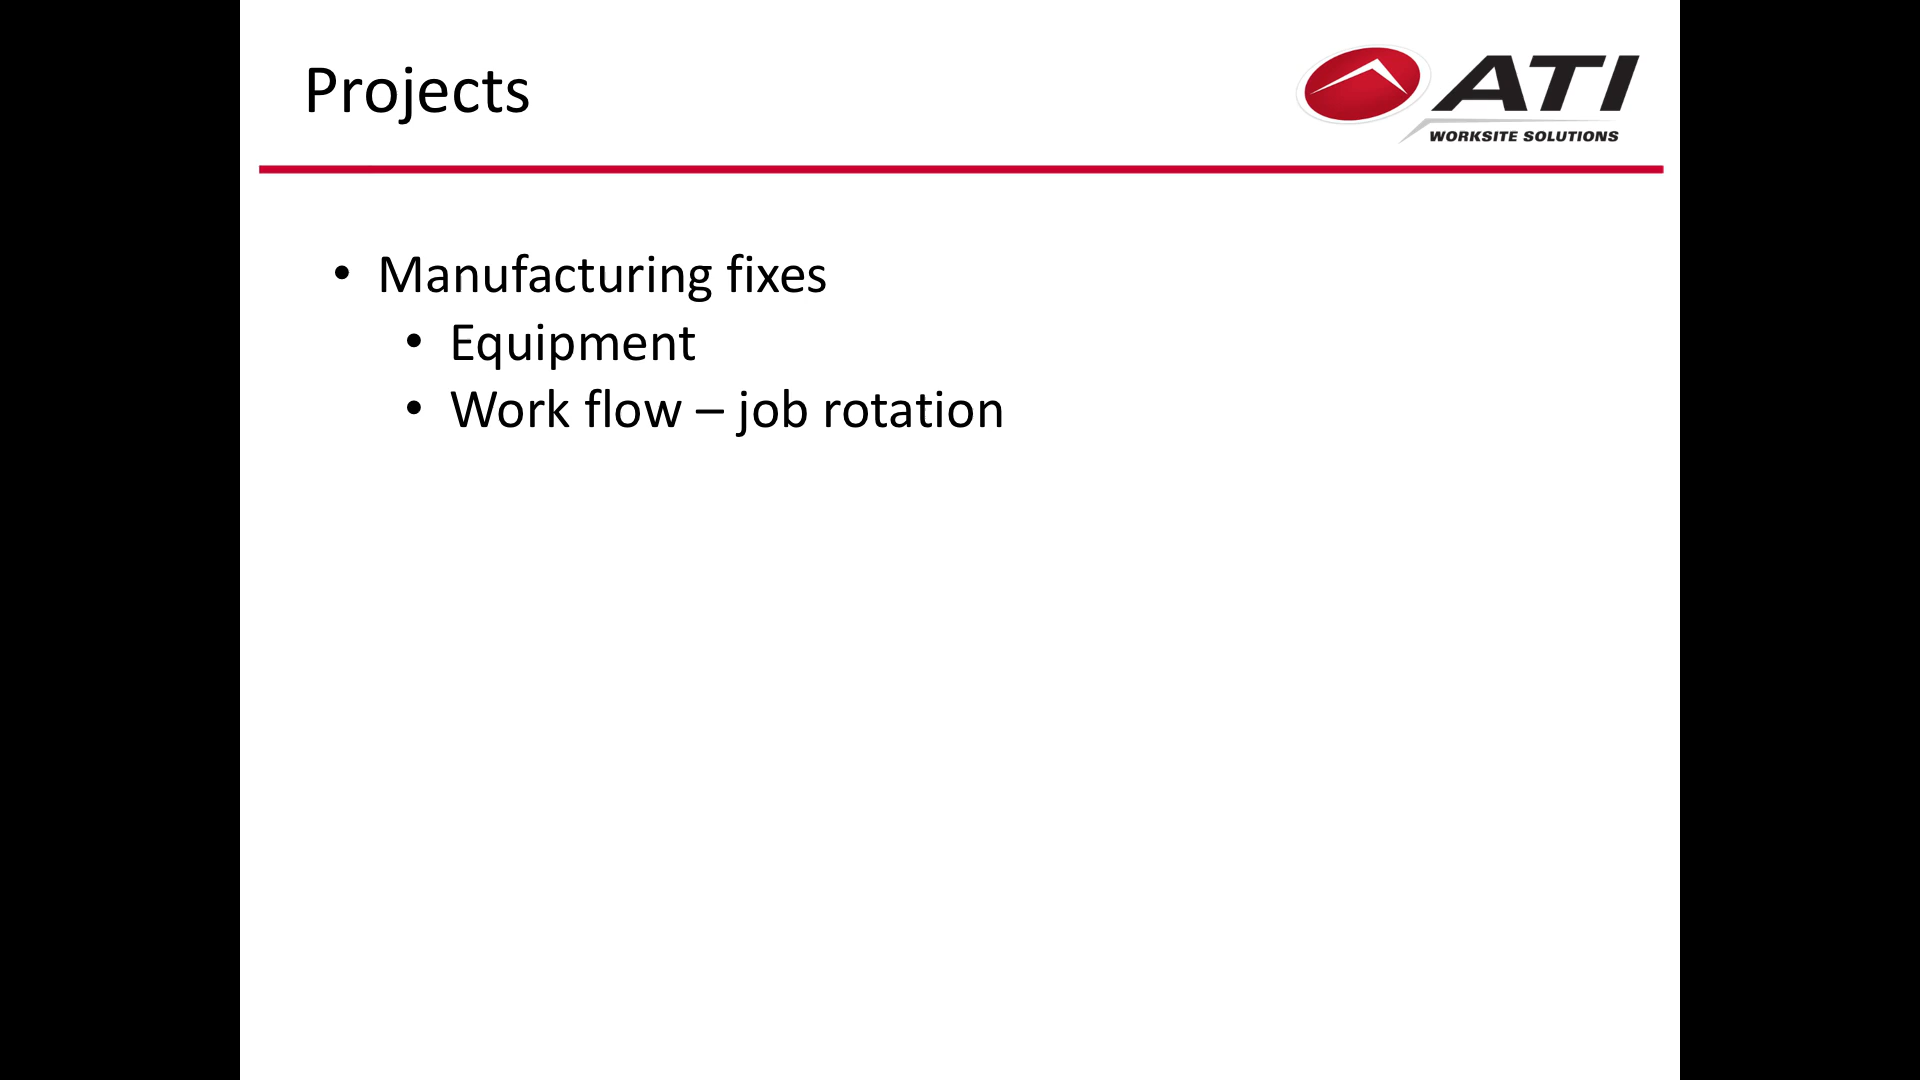 Projects
ATI
WORKSITE SOLUTIONS
• Manufacturing fixes
• Equipment
• Work flow – job rotation